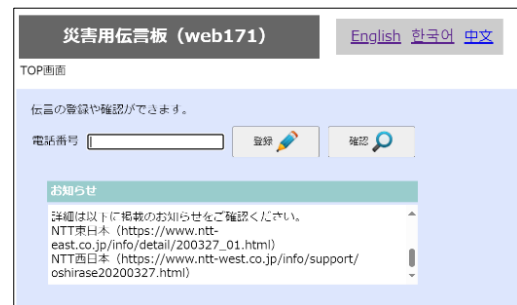 災害用伝言板（web171）
English 한국어 中文
TOP画面
伝言の登録や確認ができます。
電話番号 登録 確認
お知らせ
詳細は以下に掲載のお知らせをご確認ください。
NTT東日本（https://www.ntt-
east.co.jp/info/detail/200327_01.html)
NTT西日本（https://www.ntt-west.co.jp/info/support/
oshirase20200327.html)